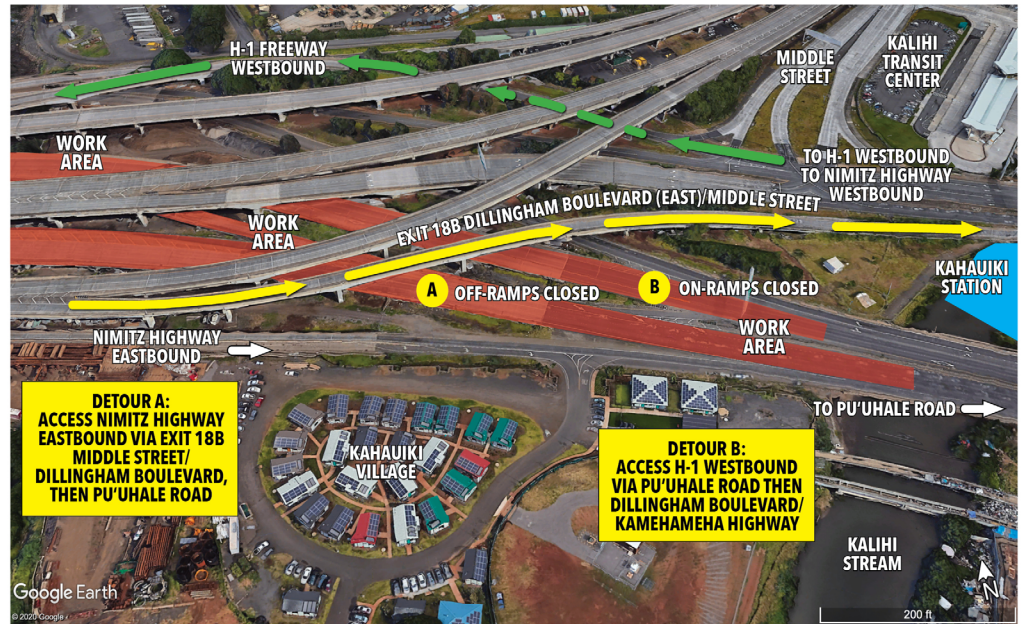 H-1 FREEWAY
WESTBOUND
MIDDLE
STREET
KALIHI
TRANSIT
CENTER
WORK
AREA
TO H-1 WESTBOUND
TO NIMITZ HIGHWAY
WESTBOUND
WORK
AREA
EXIT 18B DILLINGHAM BOULEVARD (EAST)/MIDDLE STREET
KAHAUIKI
STATION
A OFF-RAMPS CLOSED
B ON-RAMPS CLOSED
WORK
AREA
NIMITZ HIGHWAY
EASTBOUND
DETOUR A:
ACCESS NIMITZ HIGHWAY
EASTBOUND VIA EXIT 18B
MIDDLE STREET/
DILLINGHAM BOULEVARD,
THEN PU‘UHALE ROAD
TO PU‘UHALE ROAD
KAHAUIKI
VILLAGE
DETOUR B:
ACCESS H-1 WESTBOUND
VIA PU‘UHALE ROAD THEN
DILLINGHAM BOULEVARD/
KAMEHAMEHA HIGHWAY
KALIHI
STREAM
Google Earth
© 2020 Google
N
200 ft